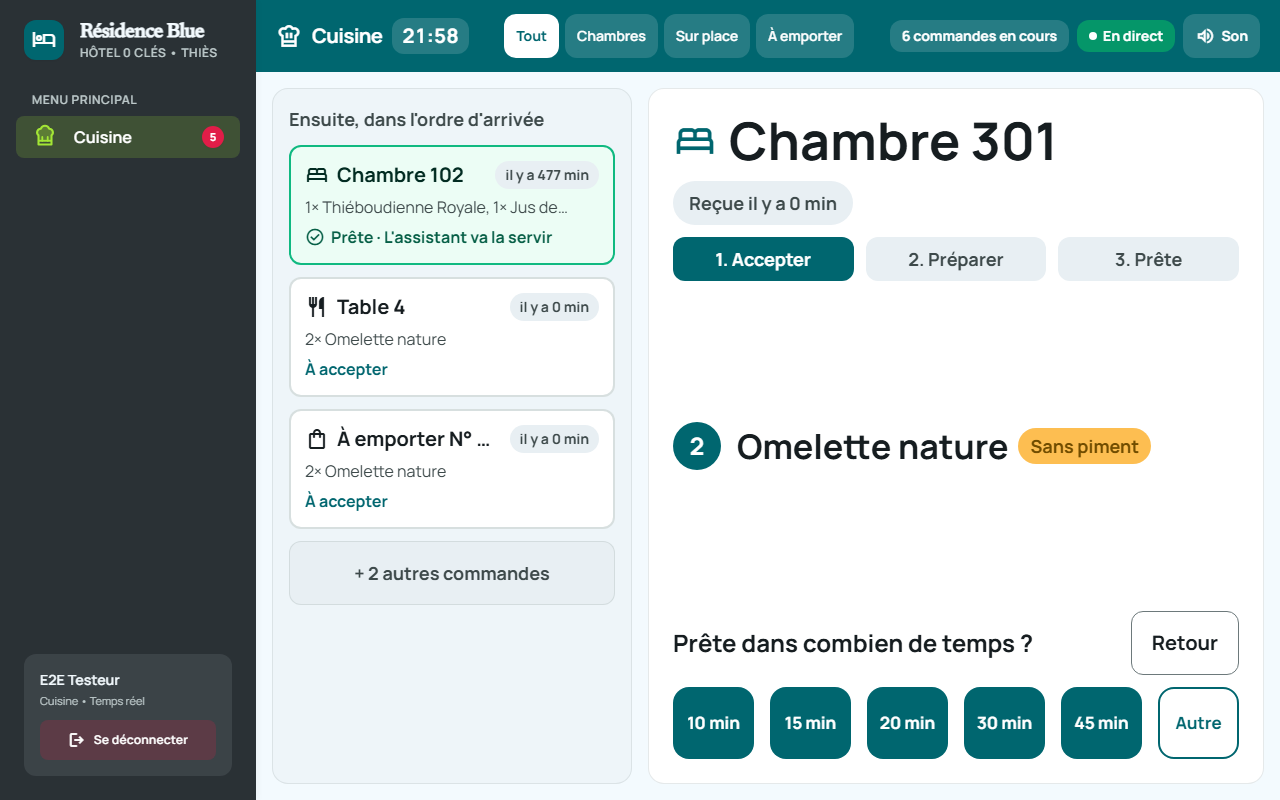 Résidence Blue
HÔTEL 0 CLÉS • THIÈS
MENU PRINCIPAL
Cuisine
5
E2E Testeur
Cuisine • Temps réel
Se déconnecter
Cuisine
21:58
Tout
Chambres
Sur place
À emporter
6 commandes en cours
En direct
Son
Ensuite, dans l'ordre d'arrivée
Chambre 102
il y a 477 min
1× Thiéboudienne Royale, 1× Jus de...
Prête · L'assistant va la servir
Table 4
il y a 0 min
2× Omelette nature
À accepter
À emporter N° ...
il y a 0 min
2× Omelette nature
À accepter
+ 2 autres commandes
Chambre 301
Reçue il y a 0 min
1. Accepter
2. Préparer
3. Prête
2
Omelette nature
Sans piment
Prête dans combien de temps ?
Retour
10 min
15 min
20 min
30 min
45 min
Autre